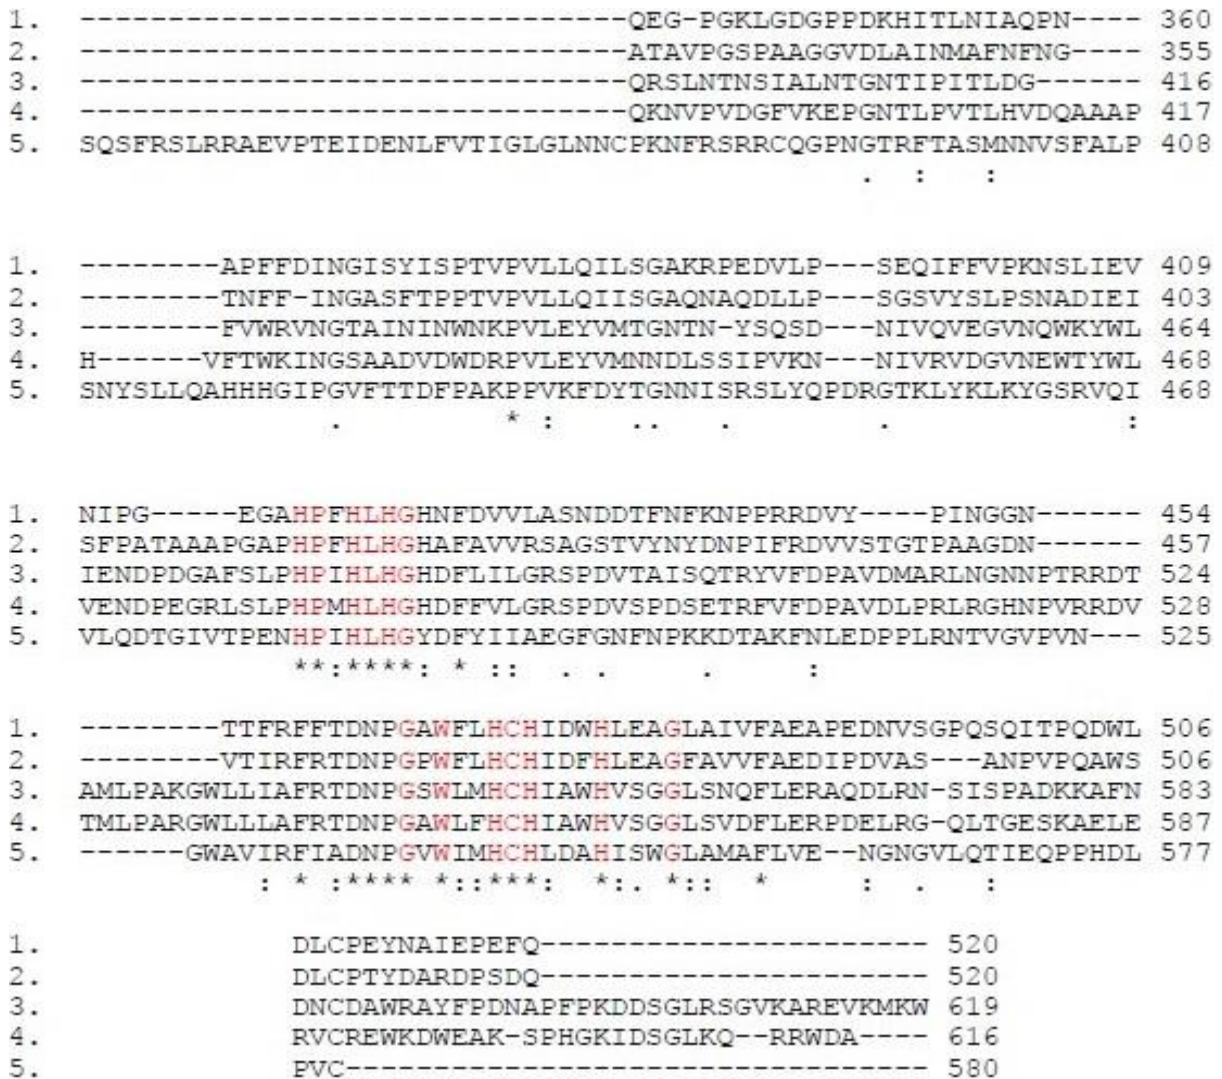 1. -------------------------------QEG-PGKLGDGPPDKHITLNIAQPN---- 360
2. -------------------------------ATAVPGSPAAGGVDLAINMAFNFNG---- 355
3. -------------------------------QRSLNTNSIALNTGNTIPITLDG------ 416
4. -------------------------------QKNVPVDGFVKEPGNTLPVTLHVDQAAAP 417
5. SQSFRSLRRAEVPTEIDENLFVTIGLGLNNCPKNFRSRRCQGPNGTRFTASMNNVSFALP 408
. : :
1. --------APFFDINGISYISPTVPVLLQILSGAKRPEDVLP---SEQIFFVPKNSLIEV 409
2. --------TNFF-INGASFTPPTVPVLLQIISGAQNAQDLLP---SGSVYSLPSNADIEI 403
3. --------FVWRVNGTAININWNKPVLEYVMTGNTN-YSQSD---NIVQVEGVNQWKYWL 464
4. H------VFTWKINGSAADVDWDRPVLEYVMNNDLSSIPVKN---NIVRVDGVNEWTYWL 468
5. SNYSLLQAHHHGIPGVFTTDFPAKPPVKFDYTGNNISRSLYQPDRGTKLYKLKYGSRVQI 468
. * : .. . . :
1. NIPG-----EGAHPFHLHGHNFDVVLASNDDTFNFKNPPRRDVY----PINGGN------ 454
2. SFPATAAAPGAPHPFHLHGHAFAVVRSAGSTVYNYDNPIFRDVVSTGTPAAGDN------ 457
3. IENDPDGAFSLPHPIHLHGHDFLILGRSPDVTAISQTRYVFDPAVDMARLNGNNPTRRDT 524
4. VENDPEGRLSLPHPMHLHGHDFFVLGRSPDVSPDSETRFVFDPAVDLPRLRGHNPVRRDV 528
5. VLQDTGIVTPENHPIHLHGYDFYIIAEGFGNFNPKKDTAKFNLEDPPLRNTVGVPVN--- 525
**:****: * :: . . . :
1. --------TTFRFFTDNPGAWFLHCHIDWHLEAGLAIVFAEAPEDNVSGPQSQITPQDWL 506
2. --------VTIRFRTDNPGPWFLHCHIDFHLEAGFAVVFAEDIPDVAS---ANPVPQAWS 506
3. AMLPAKGWLLIAFRTDNPGSWLMHCHIAWHVSGGLSNQFLERAQDLRN-SISPADKKAFN 583
4. TMLPARGWLLLAFRTDNPGAWLFHCHIAWHVSGGLSVDFLERPDELRG-QLTGESKAELE 587
5. ------GWAVIRFIADNPGVWIMHCHLDAHISWGLAMAFLVE--NGNGVLQTIEQPPHDL 577
: * :**** *::***: *:. *:: * : . :
1. DLCPEYNAIEPEFQ---------------------- 520
2. DLCPTYDARDPSDQ---------------------- 520
3. DNCDAWRAYFPDNAPFPKDDSGLRSGVKAREVKMKW 619
4. RVCREWKDWEAK-SPHGKIDSGLKQ--RRWDA---- 616
5. PVC--------------------------------- 580